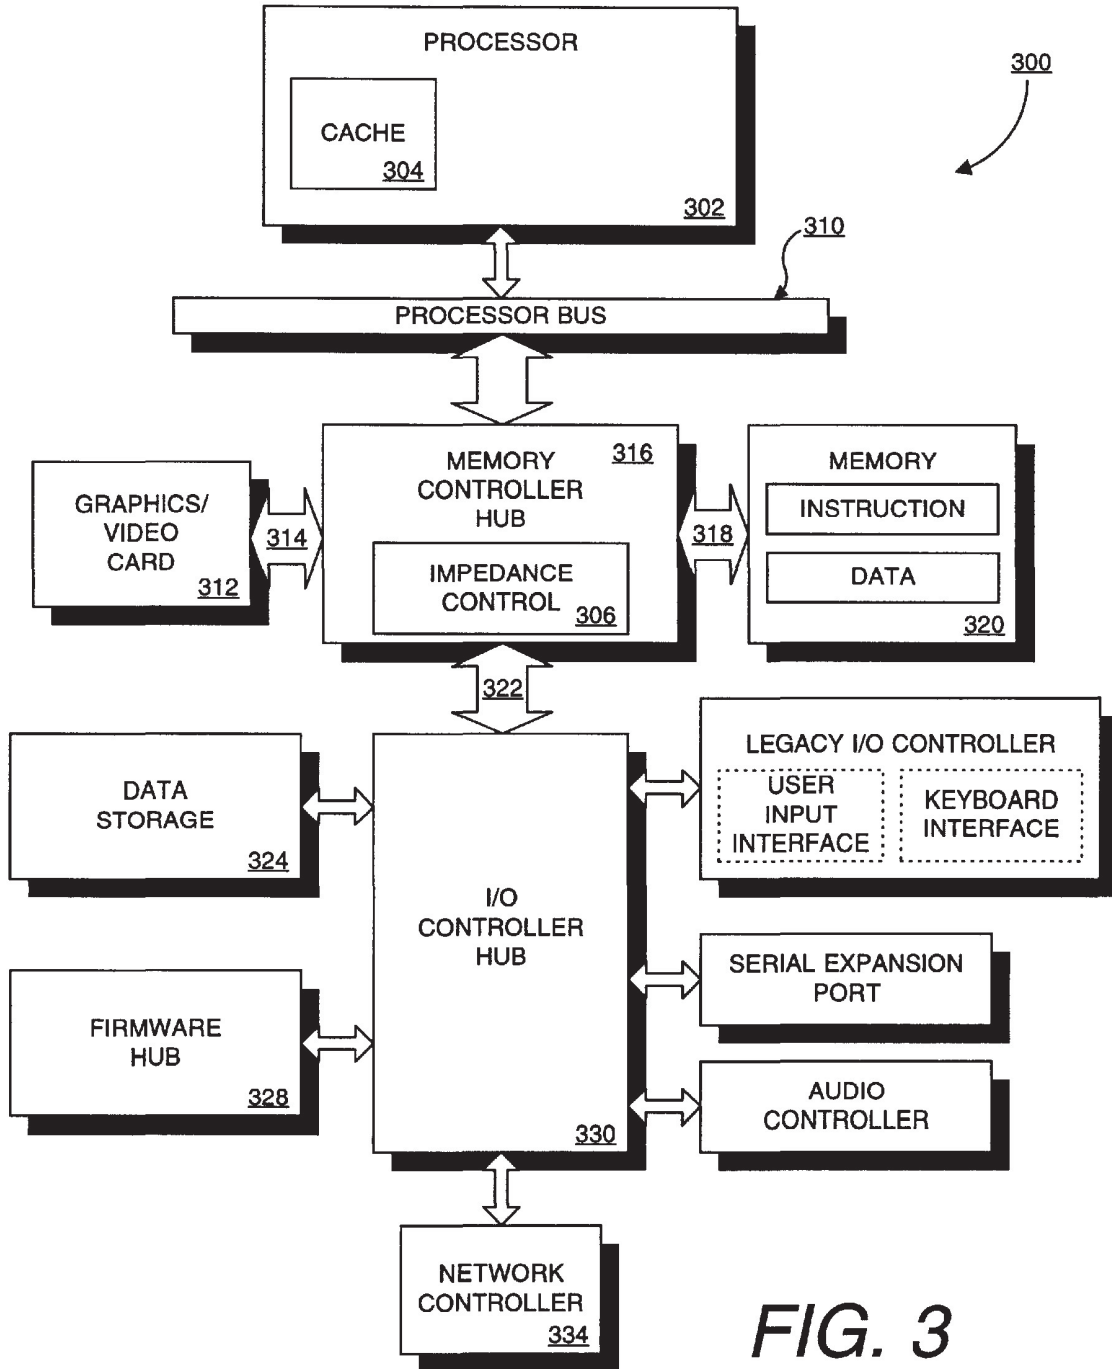 PROCESSOR
CACHE
304
302
300
310
PROCESSOR BUS
GRAPHICS/
VIDEO
CARD
312
314
MEMORY
CONTROLLER
HUB
316
IMPEDANCE
CONTROL
306
318
MEMORY
INSTRUCTION
DATA
320
322
DATA
STORAGE
324
I/O
CONTROLLER
HUB
330
LEGACY I/O CONTROLLER
USER
INPUT
INTERFACE
KEYBOARD
INTERFACE
FIRMWARE
HUB
328
SERIAL EXPANSION
PORT
AUDIO
CONTROLLER
NETWORK
CONTROLLER
334
FIG. 3